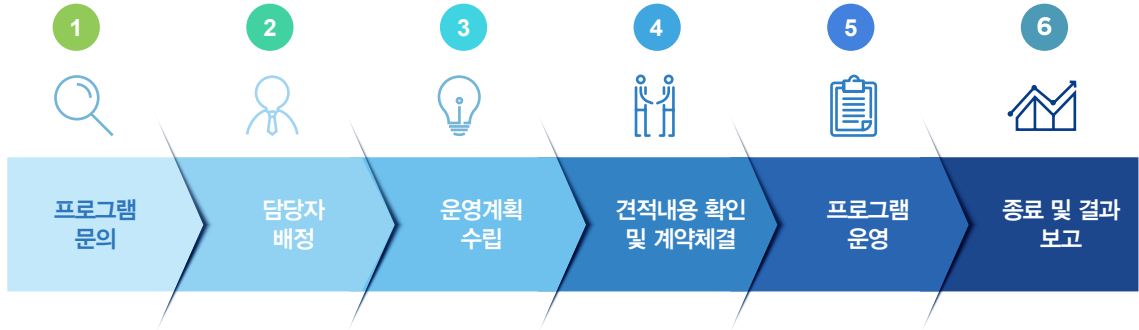 1
2
3
4
5
6
프로그램
문의
담당자
배정
운영계획
수립
견적내용 확인
및 계약체결
프로그램
운영
종료 및 결과
보고